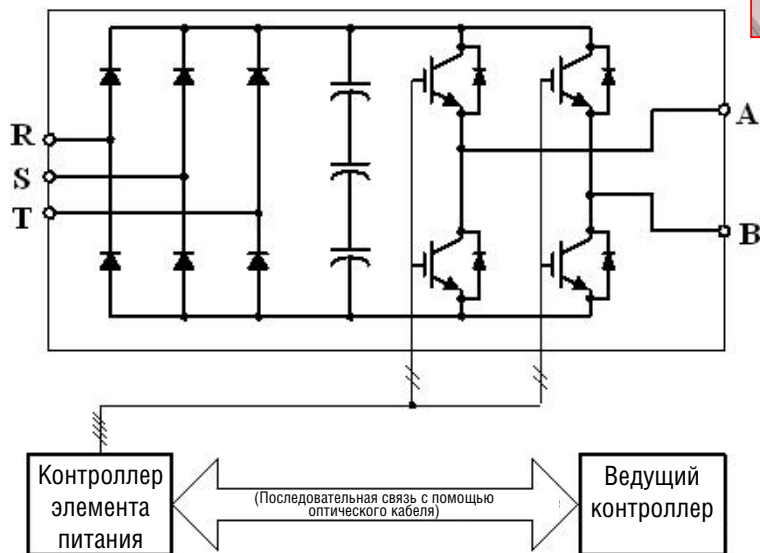 R
S
T
A
B
Контроллер
элемента
питания
(Последовательная связь с помощью
оптического кабеля)
Ведущий
контроллер